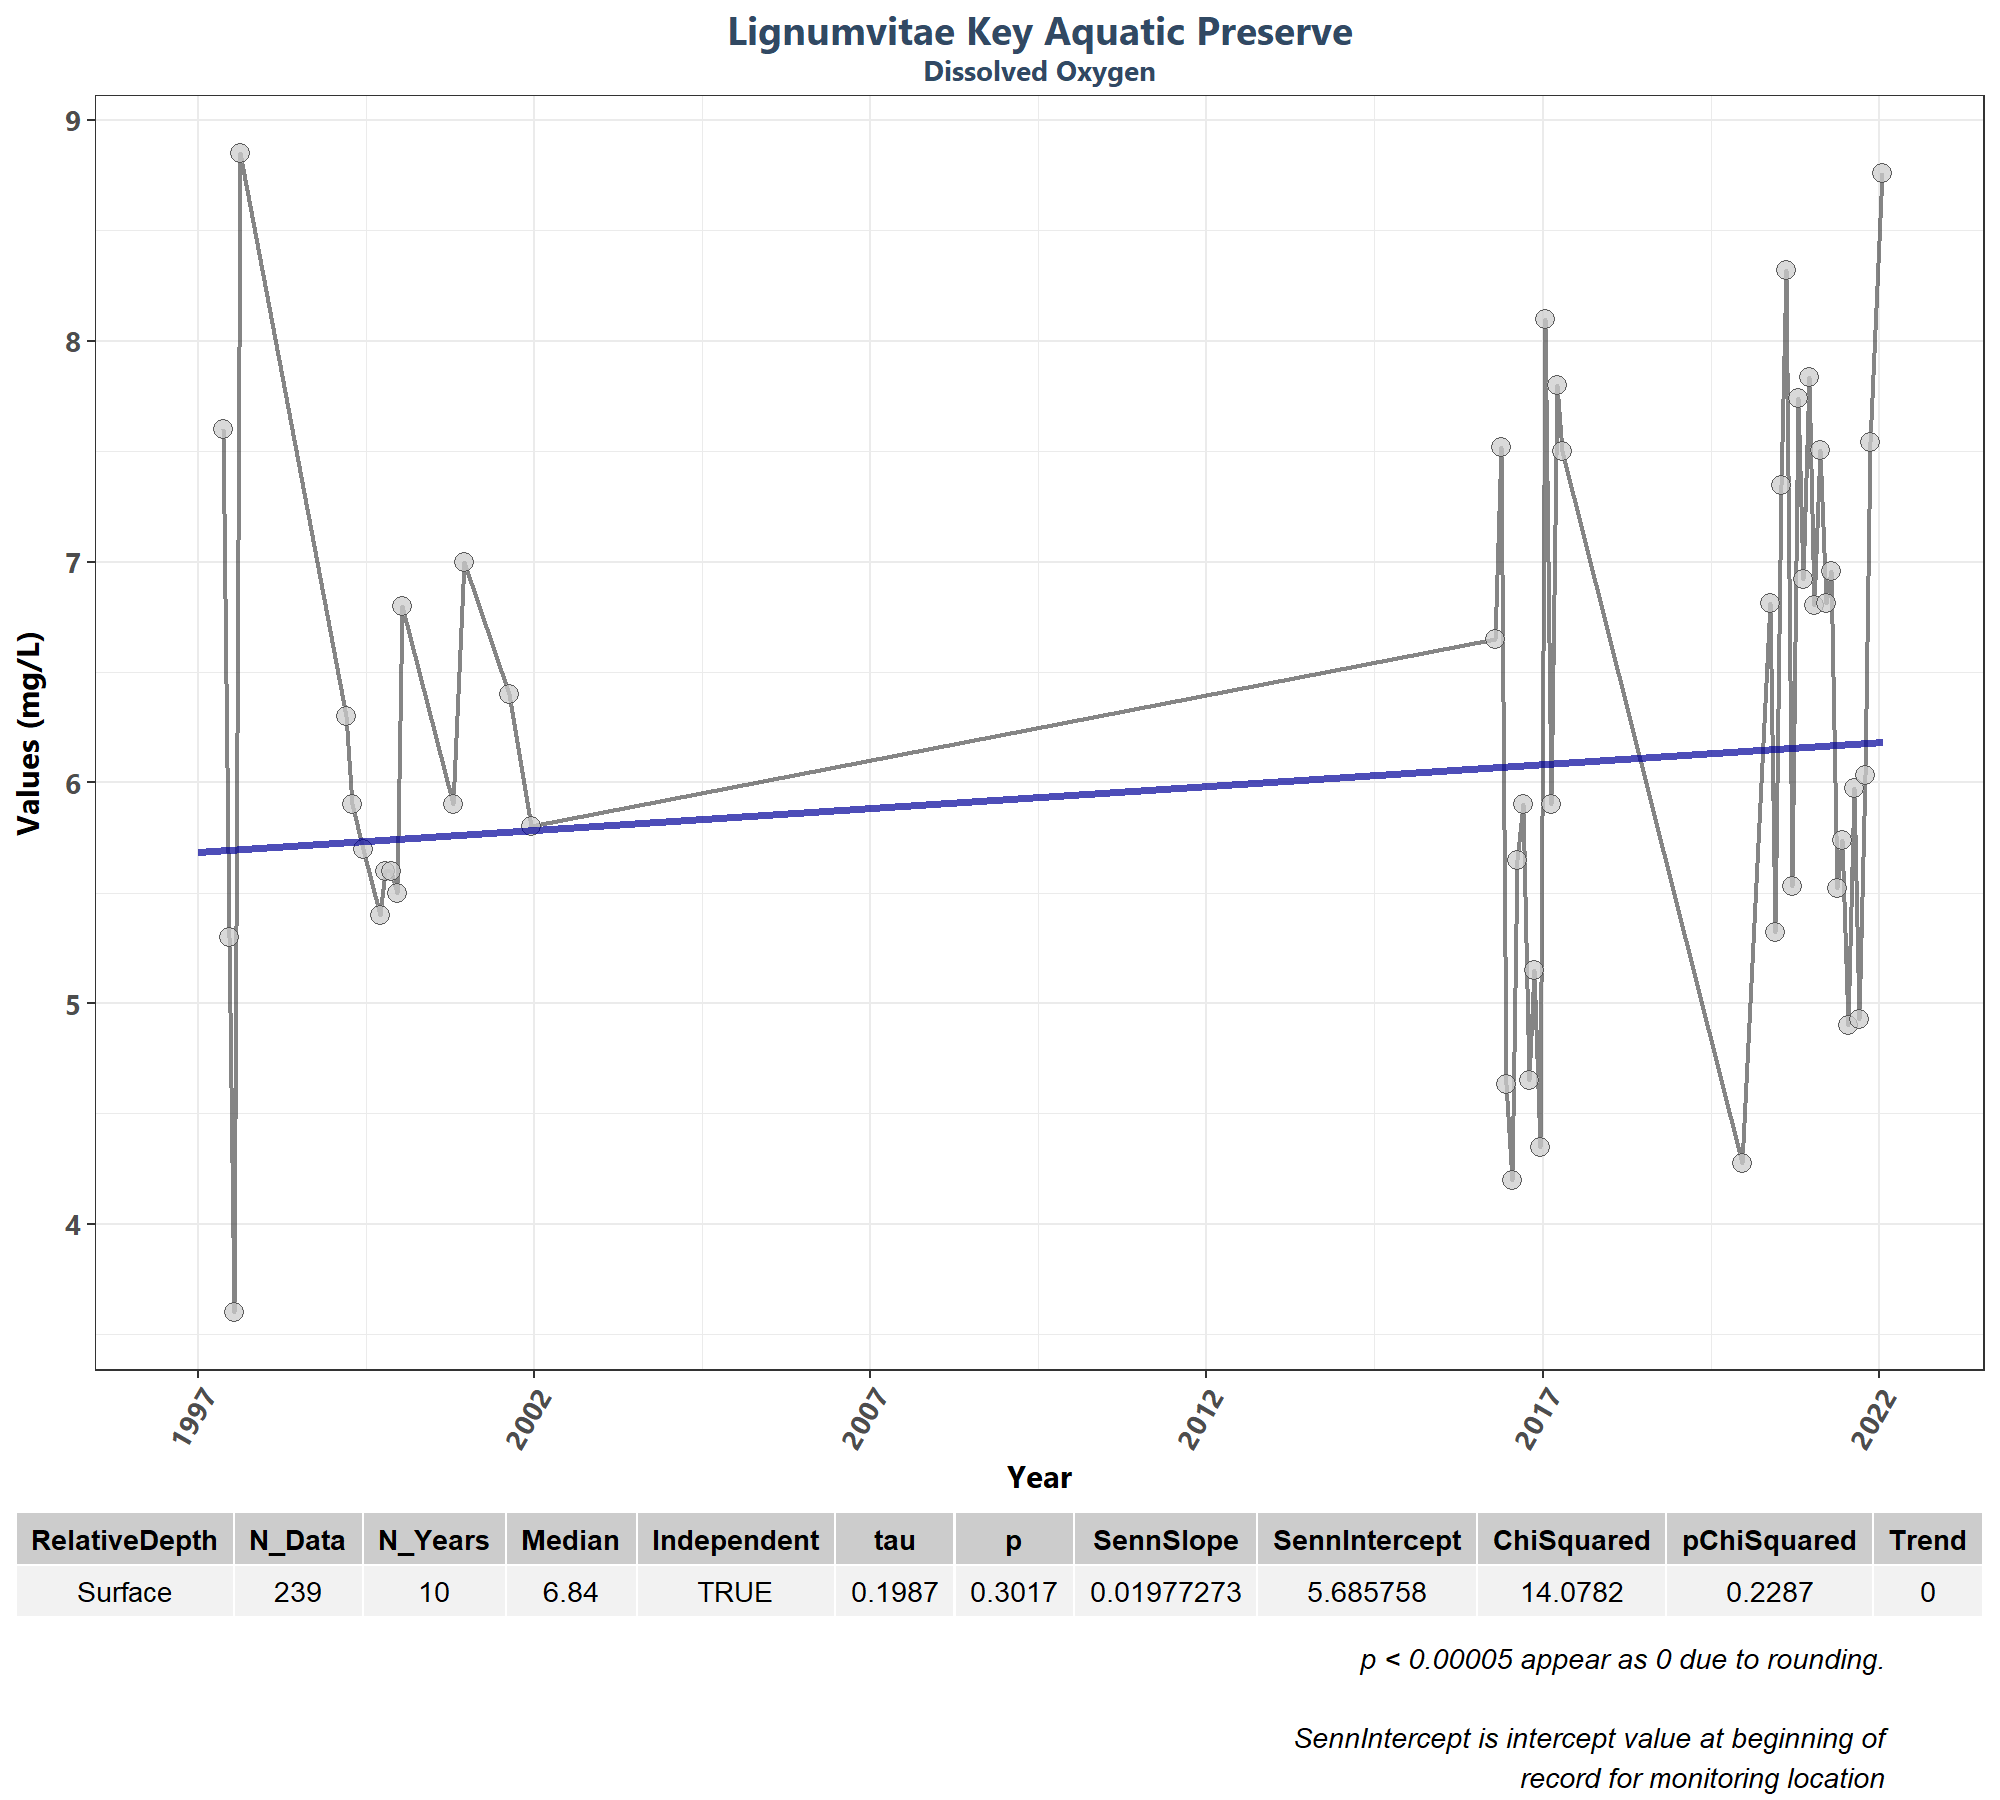 Lignumvitae Key Aquatic Preserve
Dissolved Oxygen
Values (mg/L)
9
8
7
6
5
4
1997
2002
2007
2012
2017
2022
Year
RelativeDepth N_Data N_Years Median Independent tau p SennSlope SennIntercept ChiSquared pChiSquared Trend
Surface 239 10 6.84 TRUE 0.1987 0.3017 0.01977273 5.685758 14.0782 0.2287 0
p < 0.00005 appear as 0 due to rounding.
SennIntercept is intercept value at beginning of
record for monitoring location